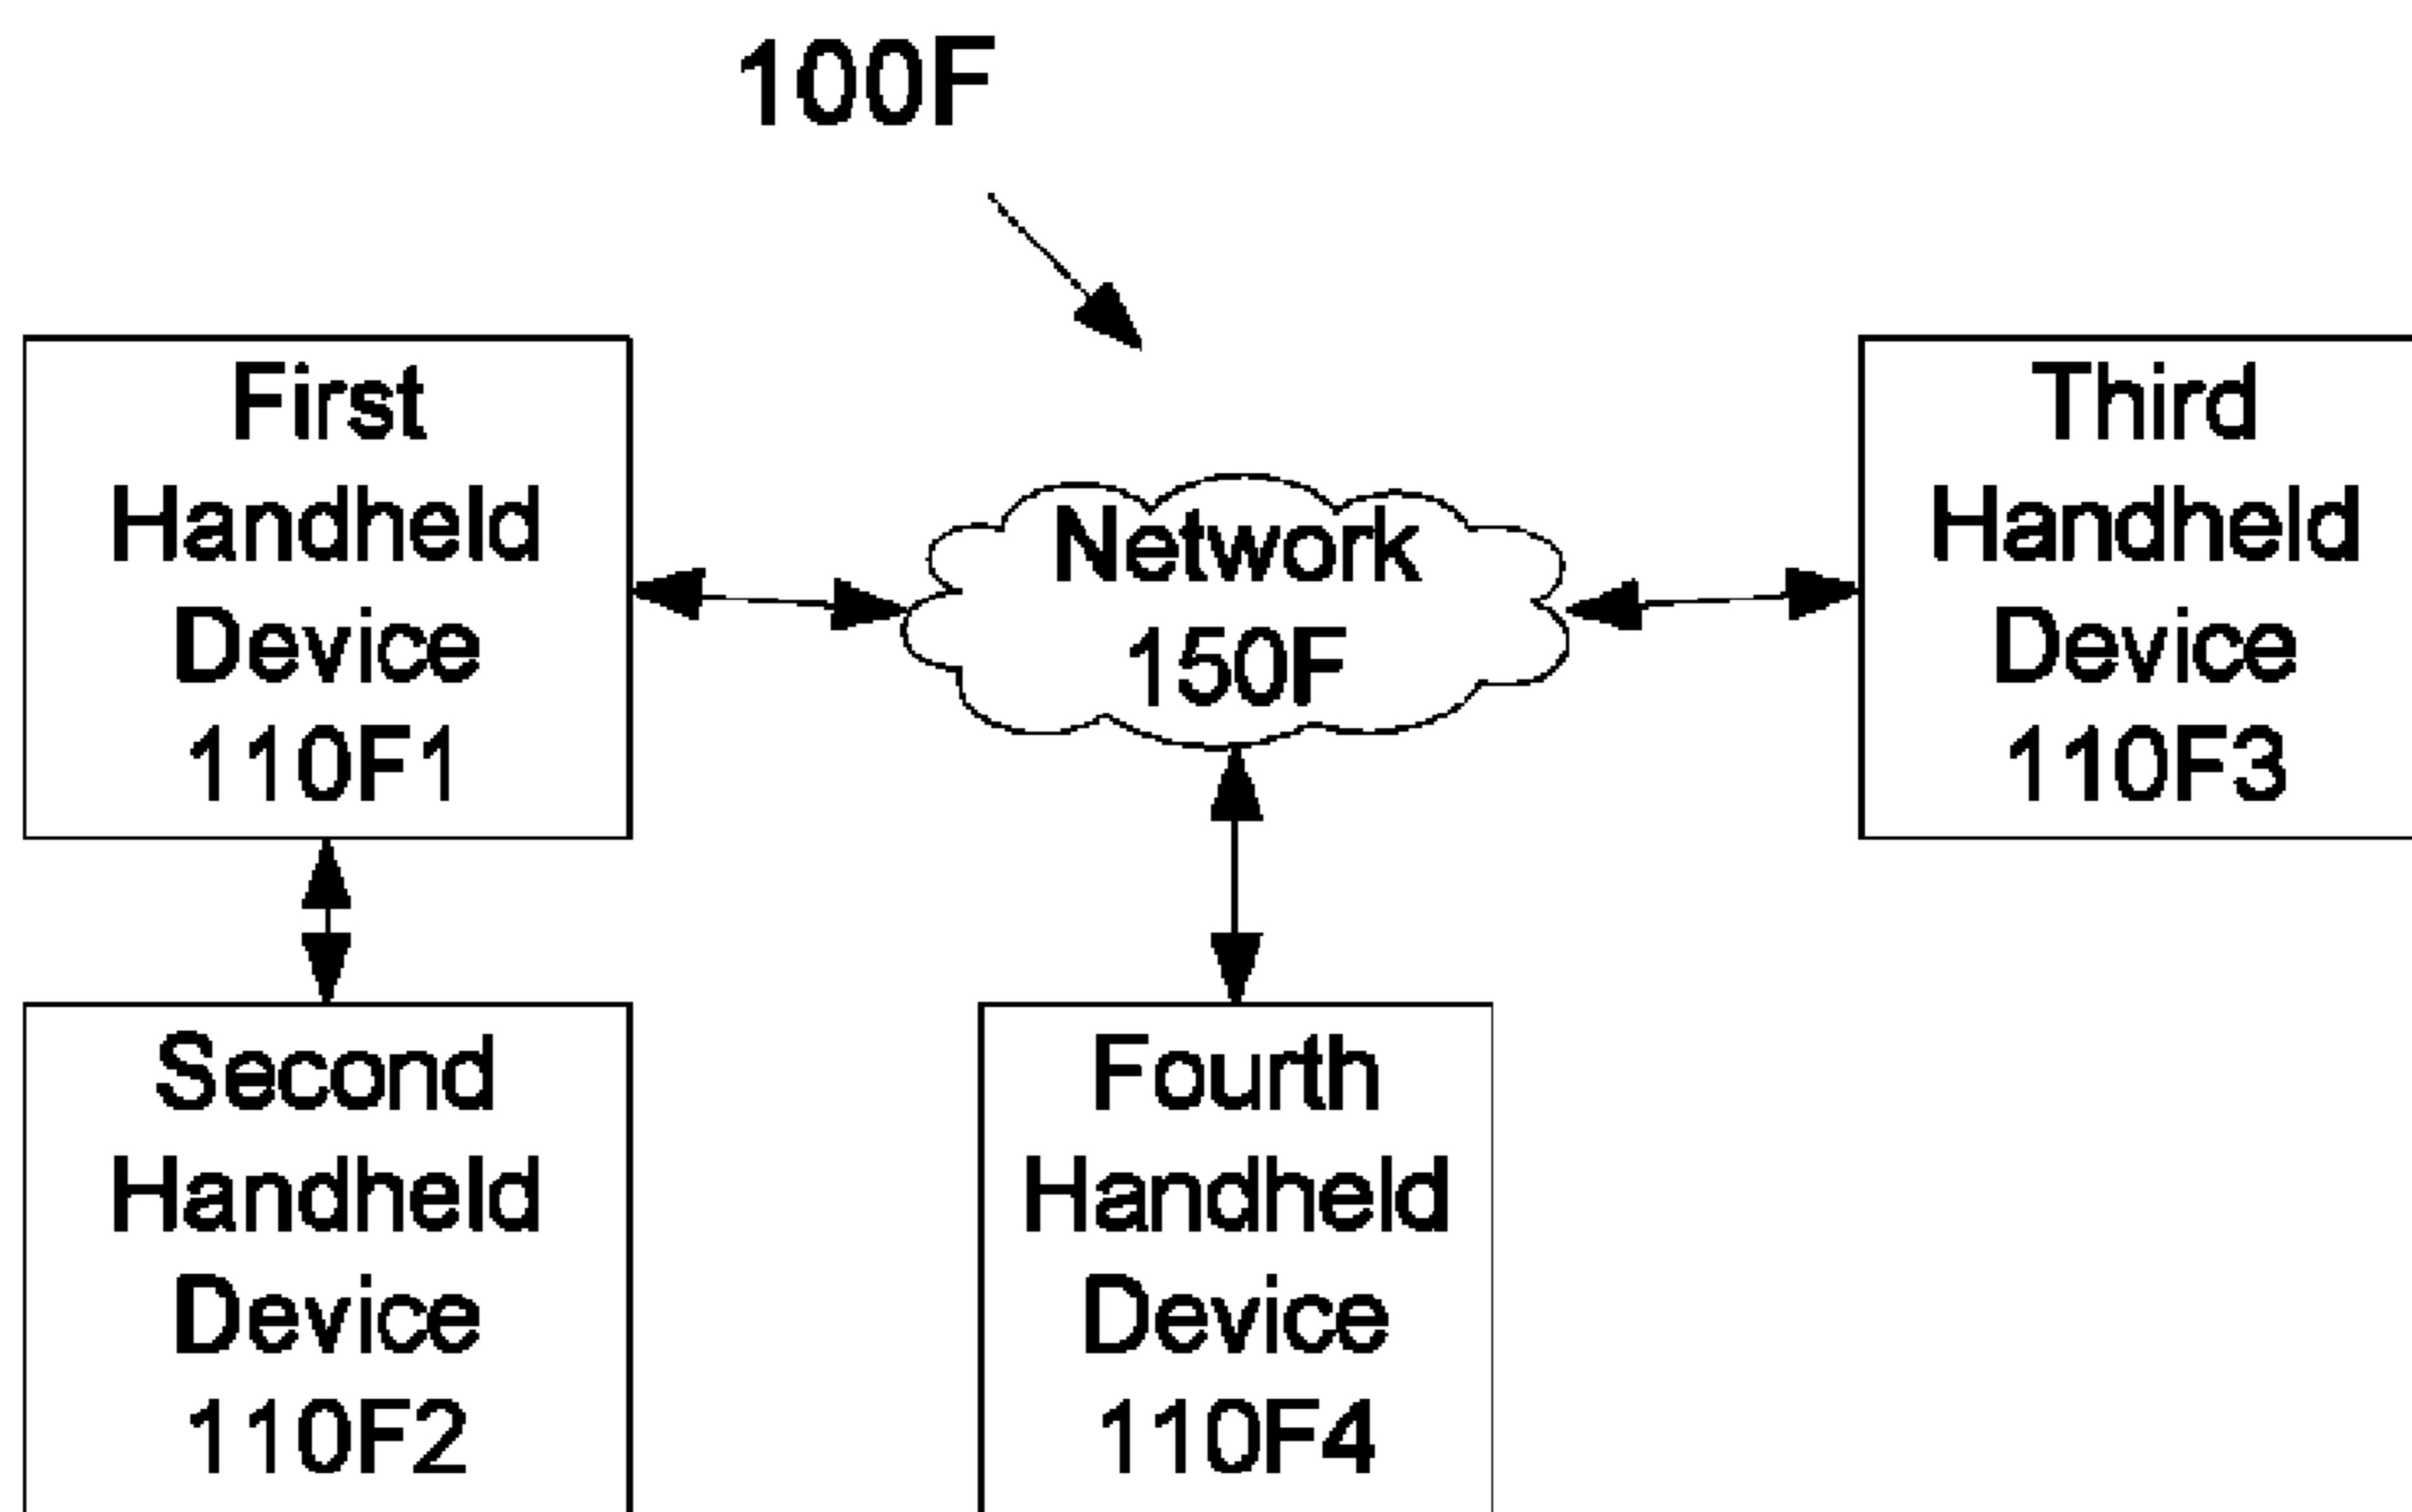 100F
First
Handheld
Device
110F1
Network
150F
Third
Handheld
Device
110F3
Second
Handheld
Device
110F2
Fourth
Handheld
Device
110F4